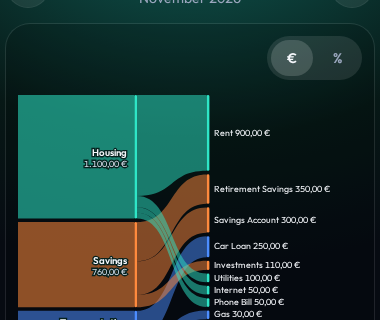 November 2026
€ %
Rent 900,00 €
Housing
1.100,00 €
Retirement Savings 350,00 €
Savings Account 300,00 €
Car Loan 250,00 €
Savings
760,00 €
Investments 110,00 €
Utilities 100,00 €
Internet 50,00 €
Phone Bill 50,00 €
Gas 30,00 €